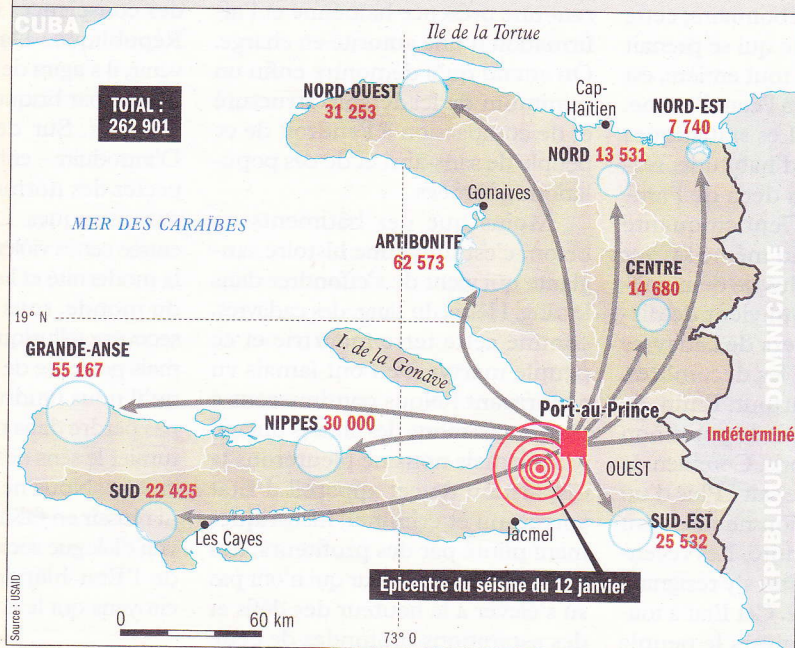 CUBA
Ile de la Tortue
TOTAL :
262 901
NORD-OUEST
31 253
Cap-
Haïtien
NORD-EST
7 740
NORD 13 531
Gonaives
MER DES CARAÏBES
ARTIBONITE
62 573
CENTRE
14 680
19° N
I. de la Gonâve
GRANDE-ANSE
55 167
Port-au-Prince
NIPPES 30 000
Indéterminé
OUEST
SUD 22 425
Les Cayes
Jacmel
SUD-EST
25 532
Epicentre du séisme du 12 janvier
REPUBLIQUE DOMINICAINE
Source : USAID
0 60 km
73° O